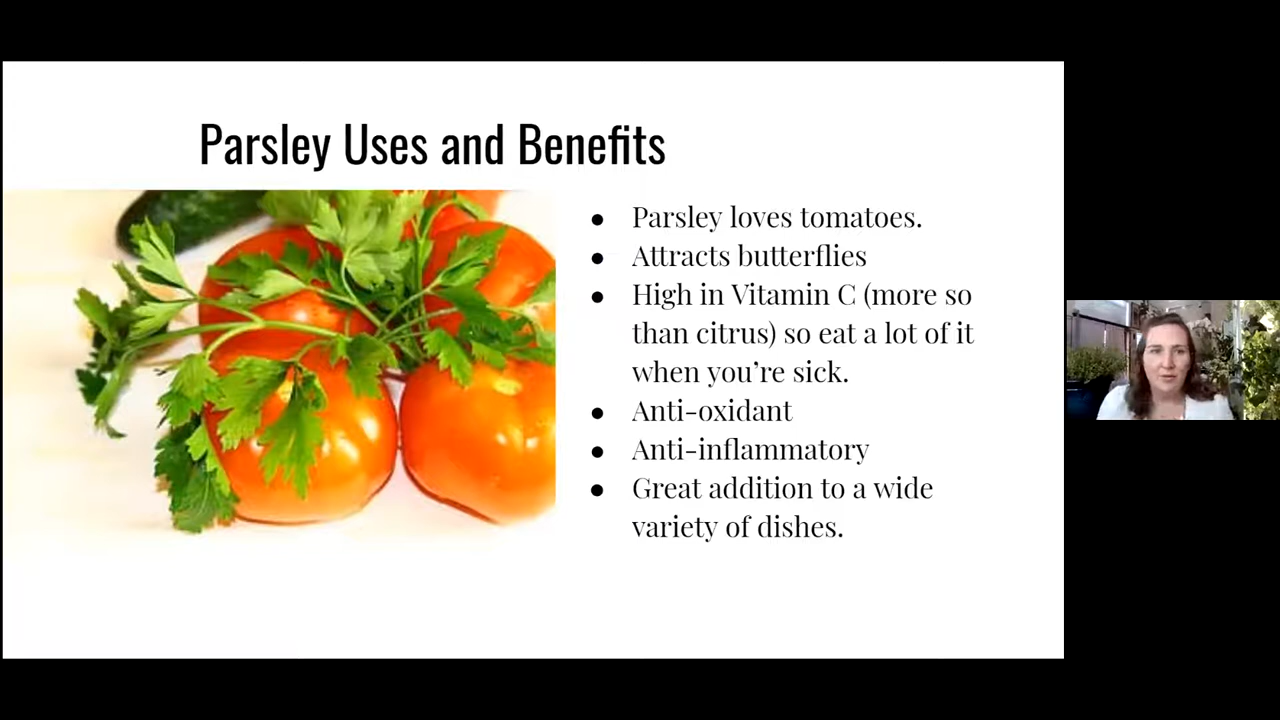 Parsley Uses and Benefits
● Parsley loves tomatoes.
● Attracts butterflies
● High in Vitamin C (more so
than citrus) so eat a lot of it
when you’re sick.
● Anti-oxidant
● Anti-inflammatory
● Great addition to a wide
variety of dishes.